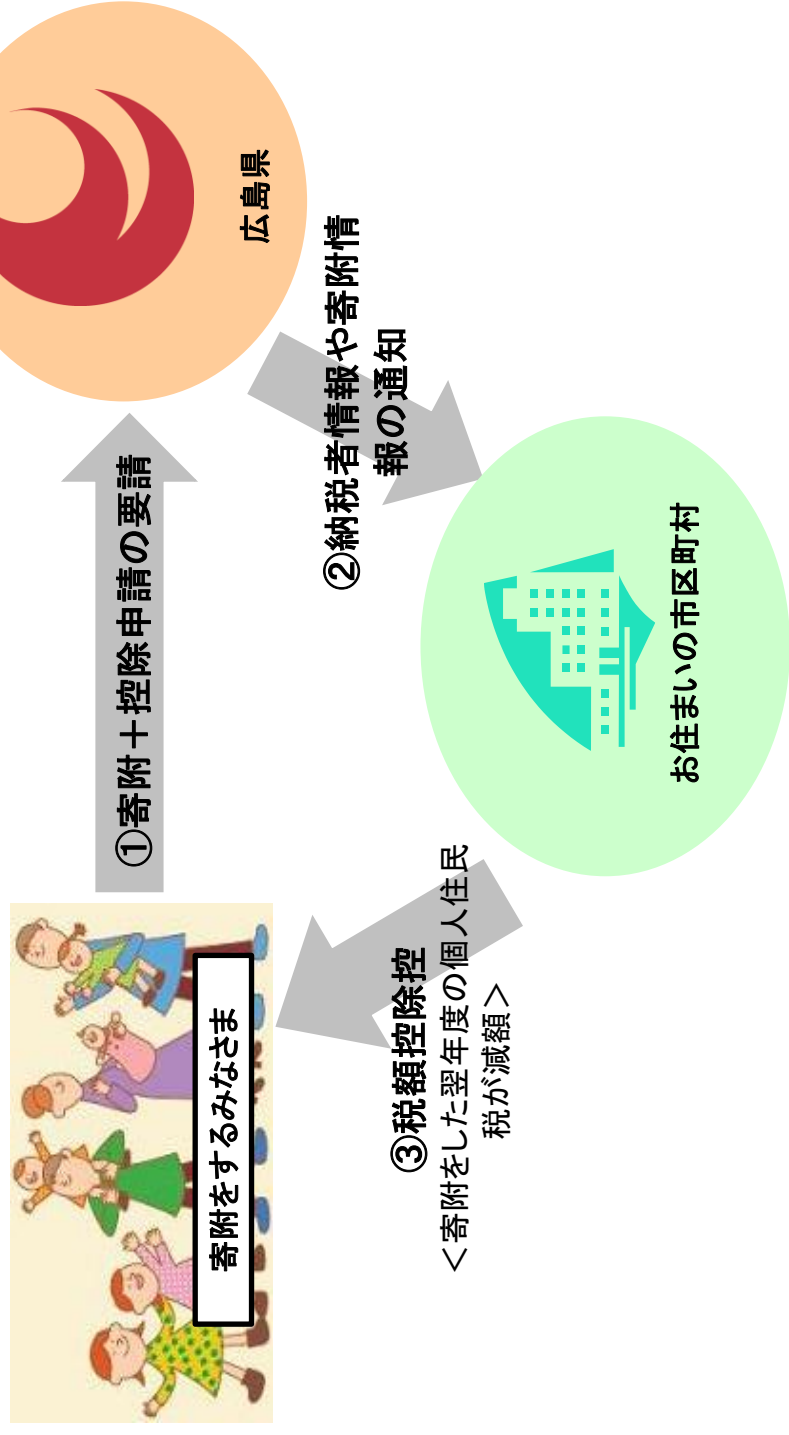 寄附をするみなさま
①寄附＋控除申請の要請
広島県
②納税者情報や寄附情
報の通知
お住まいの市区町村
③税額控除控
＜寄附をした翌年度の個人住民
税が減額＞